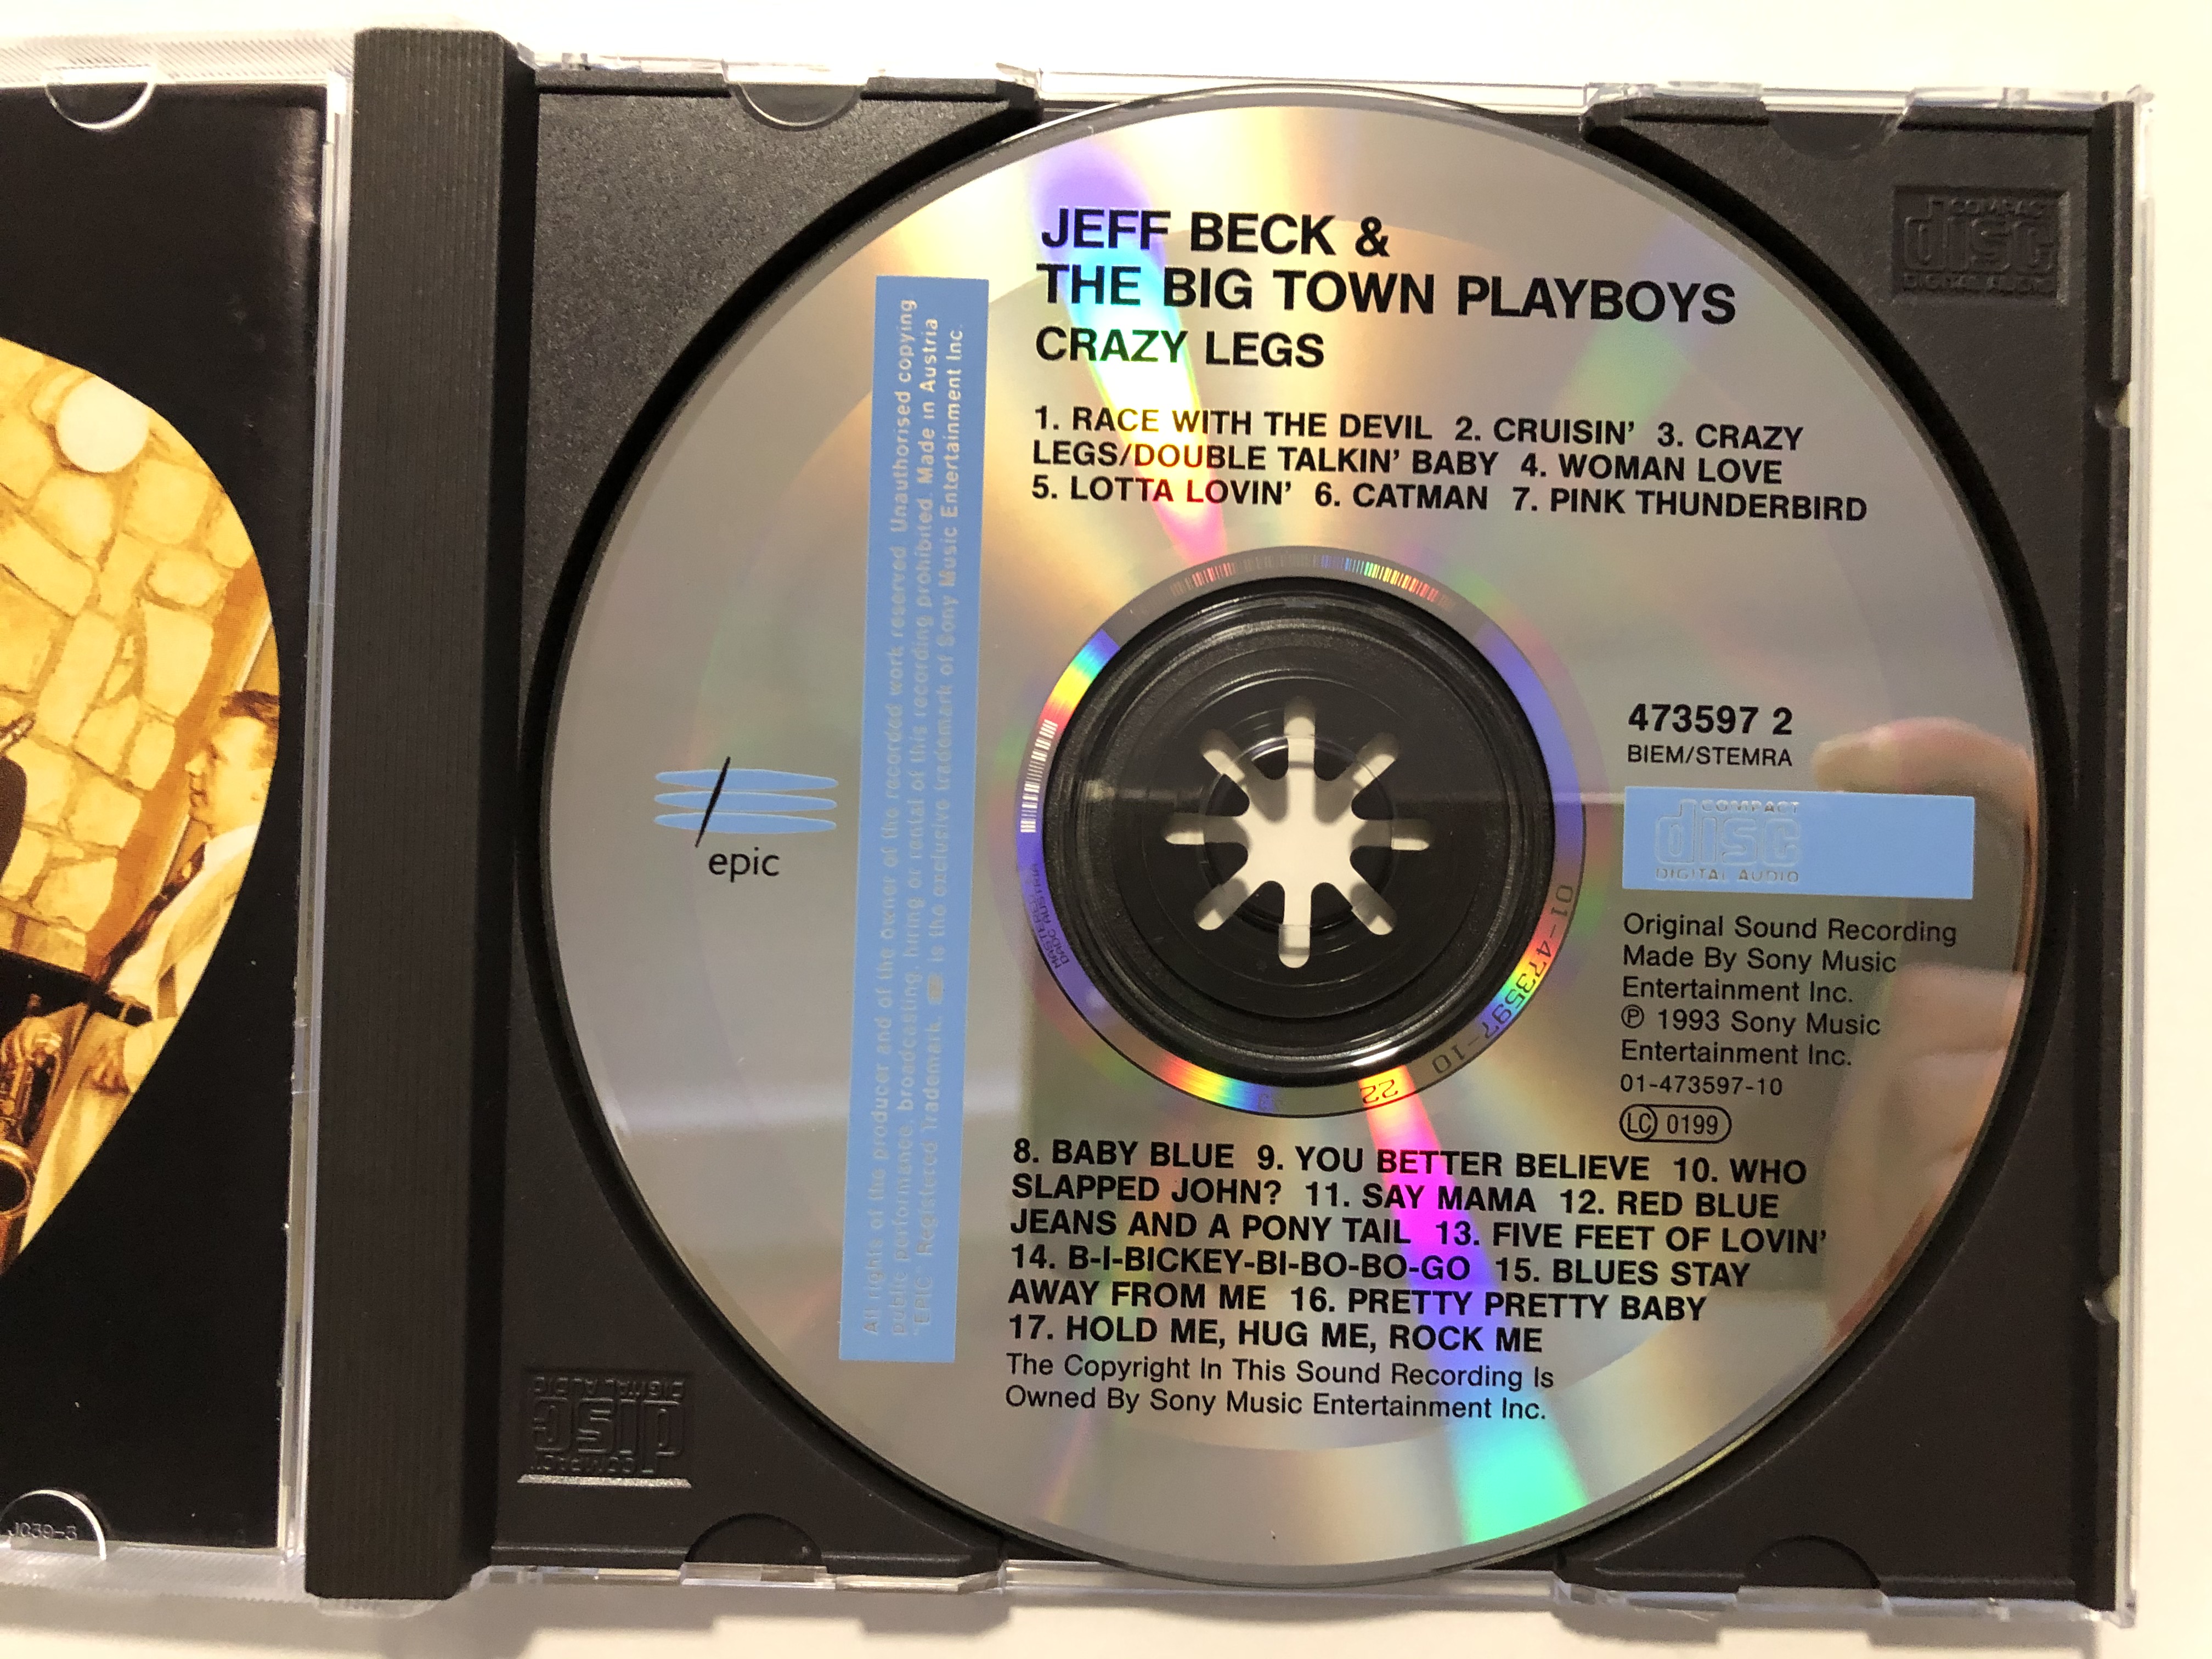 JEFF BECK &
THE BIG TOWN PLAYBOYS
CRAZY LEGS
1. RACE WITH THE DEVIL 2. CRUISIN' 3. CRAZY
LEGS/DOUBLE TALKIN' BABY 4. WOMAN LOVE
5. LOTTA LOVIN' 6. CATMAN 7. PINK THUNDERBIRD
All rights of the producer and of the owner of the recorded work reserved. Unauthorised copying
public performance, broadcasting, hiring or rental of this recording prohibited. Made in Austria
"EPIC" Registered Trademark. is the exclusive trademark of Sony Music Entertainment Inc.
epic
473597 2
BIEM/STEMRA
COMPACT
disc
DIGITAL AUDIO
Original Sound Recording
Made By Sony Music
Entertainment Inc.
℗ 1993 Sony Music
Entertainment Inc.
01-473597-10
LC 0199
01-473597-10
22
8. BABY BLUE 9. YOU BETTER BELIEVE 10. WHO
SLAPPED JOHN? 11. SAY MAMA 12. RED BLUE
JEANS AND A PONY TAIL 13. FIVE FEET OF LOVIN'
14. B-I-BICKEY-BI-BO-BO-GO 15. BLUES STAY
AWAY FROM ME 16. PRETTY PRETTY BABY
17. HOLD ME, HUG ME, ROCK ME
The Copyright In This Sound Recording Is
Owned By Sony Music Entertainment Inc.
COMPACT
disc
DIGITAL AUDIO
COMPACT
disc
DIGITAL AUDIO
JC39-3